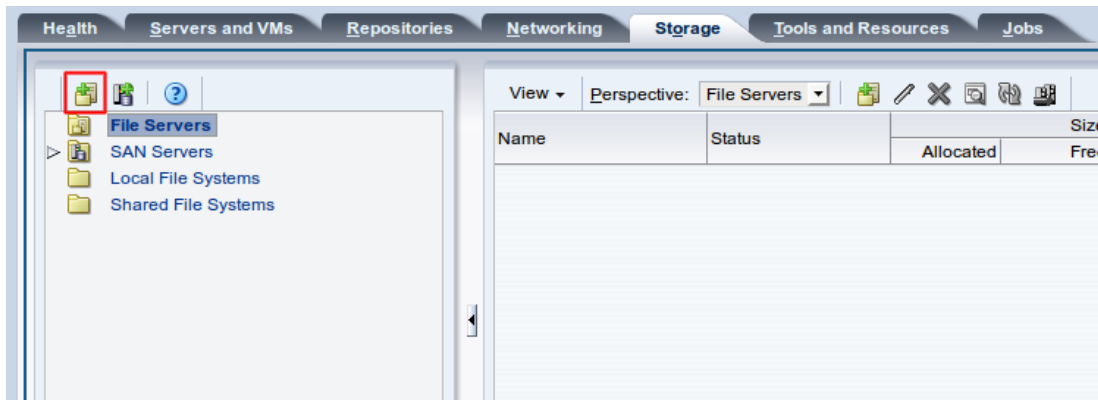 Health Servers and VMs Repositories Networking Storage Tools and Resources Jobs
View Perspective: File Servers
File Servers
SAN Servers
Local File Systems
Shared File Systems
Name Status Size
Allocated